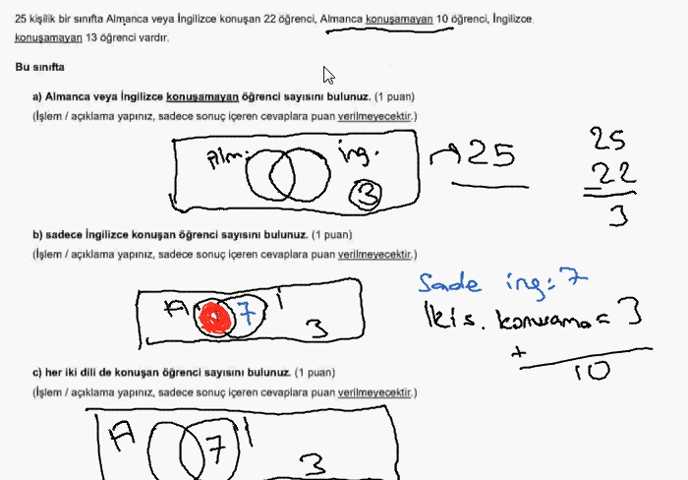 25 kişilik bir sınıfta Almanca veya İngilizce konuşan 22 öğrenci, Almanca konuşamayan 10 öğrenci, İngilizce
konuşamayan 13 öğrenci vardır.
Bu sınıfta
a) Almanca veya İngilizce konuşamayan öğrenci sayısını bulunuz. (1 puan)
(İşlem / açıklama yapınız, sadece sonuç içeren cevaplara puan verilmeyecektir.)
Alm. ing. 25
3
25
22
3
b) sadece İngilizce konuşan öğrenci sayısını bulunuz. (1 puan)
(İşlem / açıklama yapınız, sadece sonuç içeren cevaplara puan verilmeyecektir.)
A 7 İ
3
Sade ing = 7
İki s. konuşama = 3
+
10
c) her iki dili de konuşan öğrenci sayısını bulunuz. (1 puan)
(İşlem / açıklama yapınız, sadece sonuç içeren cevaplara puan verilmeyecektir.)
A 7 İ
3